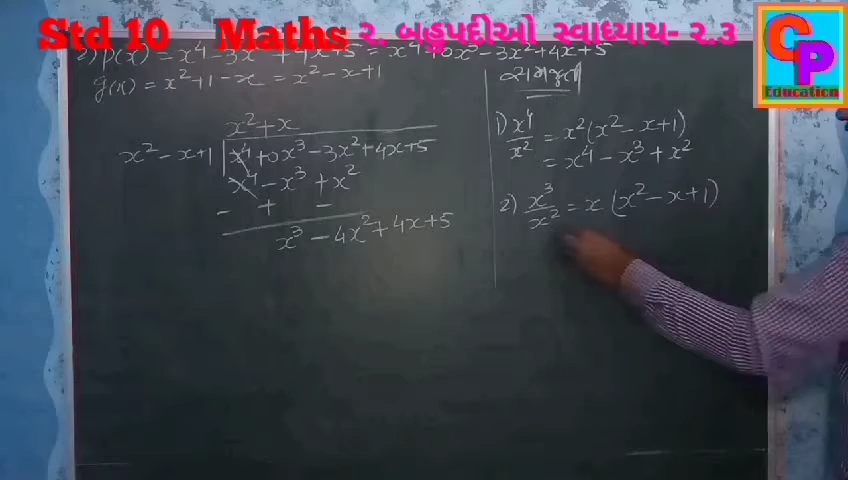 Std 10 Maths ૨. બહુપદીઓ સ્વાધ્યાય- ૨.૩
CP
Education
2) p(x) = x⁴ - 3x² + 4x + 5 = x⁴ + 0x³ - 3x² + 4x + 5
g(x) = x² + 1 - x = x² - x + 1
x² + x
x² - x + 1 | x⁴ + 0x³ - 3x² + 4x + 5
x⁴ - x³ + x²
- + -
x³ - 4x² + 4x + 5
સમજૂતી
1) x⁴/x² = x² (x² - x + 1)
= x⁴ - x³ + x²
2) x³/x² = x (x² - x + 1)